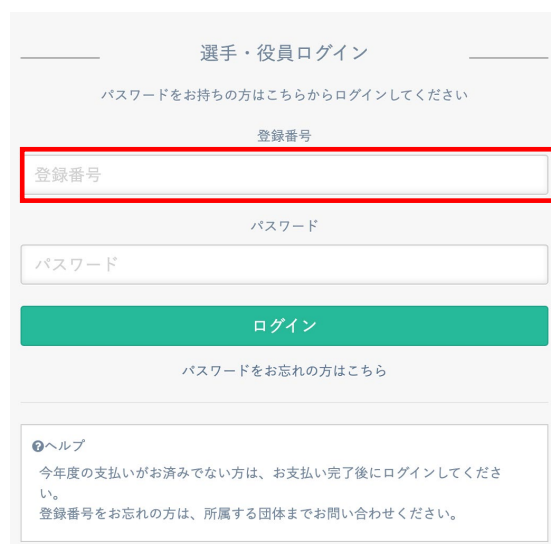 選手・役員ログイン
パスワードをお持ちの方はこちらからログインしてください
登録番号
登録番号
パスワード
パスワード
ログイン
パスワードをお忘れの方はこちら
ヘルプ
今年度の支払いがお済みでない方は、お支払い完了後にログインしてくださ
い。
登録番号をお忘れの方は、所属する団体までお問い合わせください。